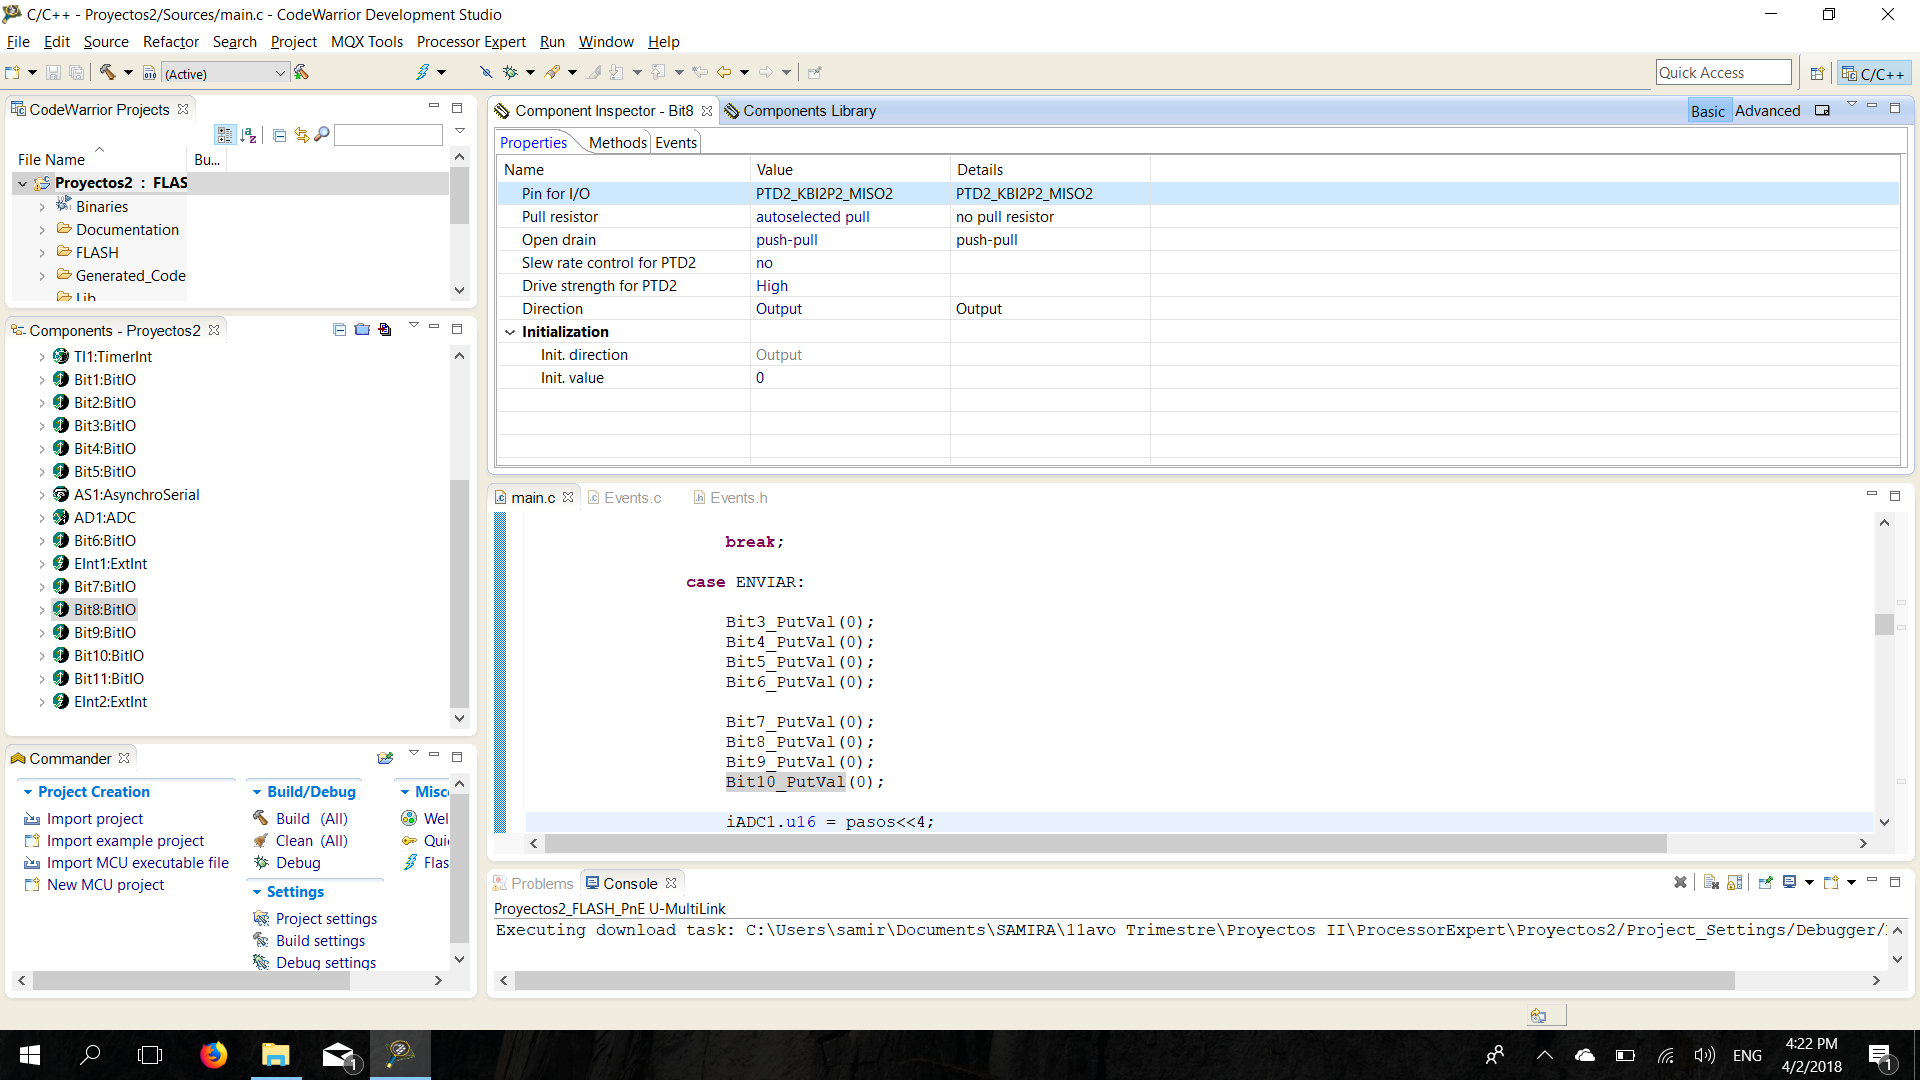 C/C++ - Proyectos2/Sources/main.c - CodeWarrior Development Studio
File Edit Source Refactor Search Project MQX Tools Processor Expert Run Window Help
(Active)
Quick Access
C/C++
CodeWarrior Projects
File Name Bu...
Proyectos2 : FLAS
Binaries
Documentation
FLASH
Generated_Code
Lib
Components - Proyectos2
TI1:TimerInt
Bit1:BitIO
Bit2:BitIO
Bit3:BitIO
Bit4:BitIO
Bit5:BitIO
AS1:AsynchroSerial
AD1:ADC
Bit6:BitIO
EInt1:ExtInt
Bit7:BitIO
Bit8:BitIO
Bit9:BitIO
Bit10:BitIO
Bit11:BitIO
EInt2:ExtInt
Commander
Project Creation
Import project
Import example project
Import MCU executable file
New MCU project
Build/Debug
Build (All)
Clean (All)
Debug
Settings
Project settings
Build settings
Debug settings
Misc
Wel
Quic
Flas
Component Inspector - Bit8 Components Library
Basic Advanced
Properties Methods Events
Name Value Details
Pin for I/O PTD2_KBI2P2_MISO2 PTD2_KBI2P2_MISO2
Pull resistor autoselected pull no pull resistor
Open drain push-pull push-pull
Slew rate control for PTD2 no
Drive strength for PTD2 High
Direction Output Output
Initialization
Init. direction Output
Init. value 0
main.c Events.c Events.h
break;
case ENVIAR:
Bit3_PutVal(0);
Bit4_PutVal(0);
Bit5_PutVal(0);
Bit6_PutVal(0);
Bit7_PutVal(0);
Bit8_PutVal(0);
Bit9_PutVal(0);
Bit10_PutVal(0);
iADC1.u16 = pasos<<4;
Problems Console
Proyectos2_FLASH_PnE U-MultiLink
Executing download task: C:\Users\samir\Documents\SAMIRA\11avo Trimestre\Proyectos II\ProcessorExpert\Proyectos2/Project_Settings/Debugger/
1
ENG
4:22 PM
4/2/2018
1